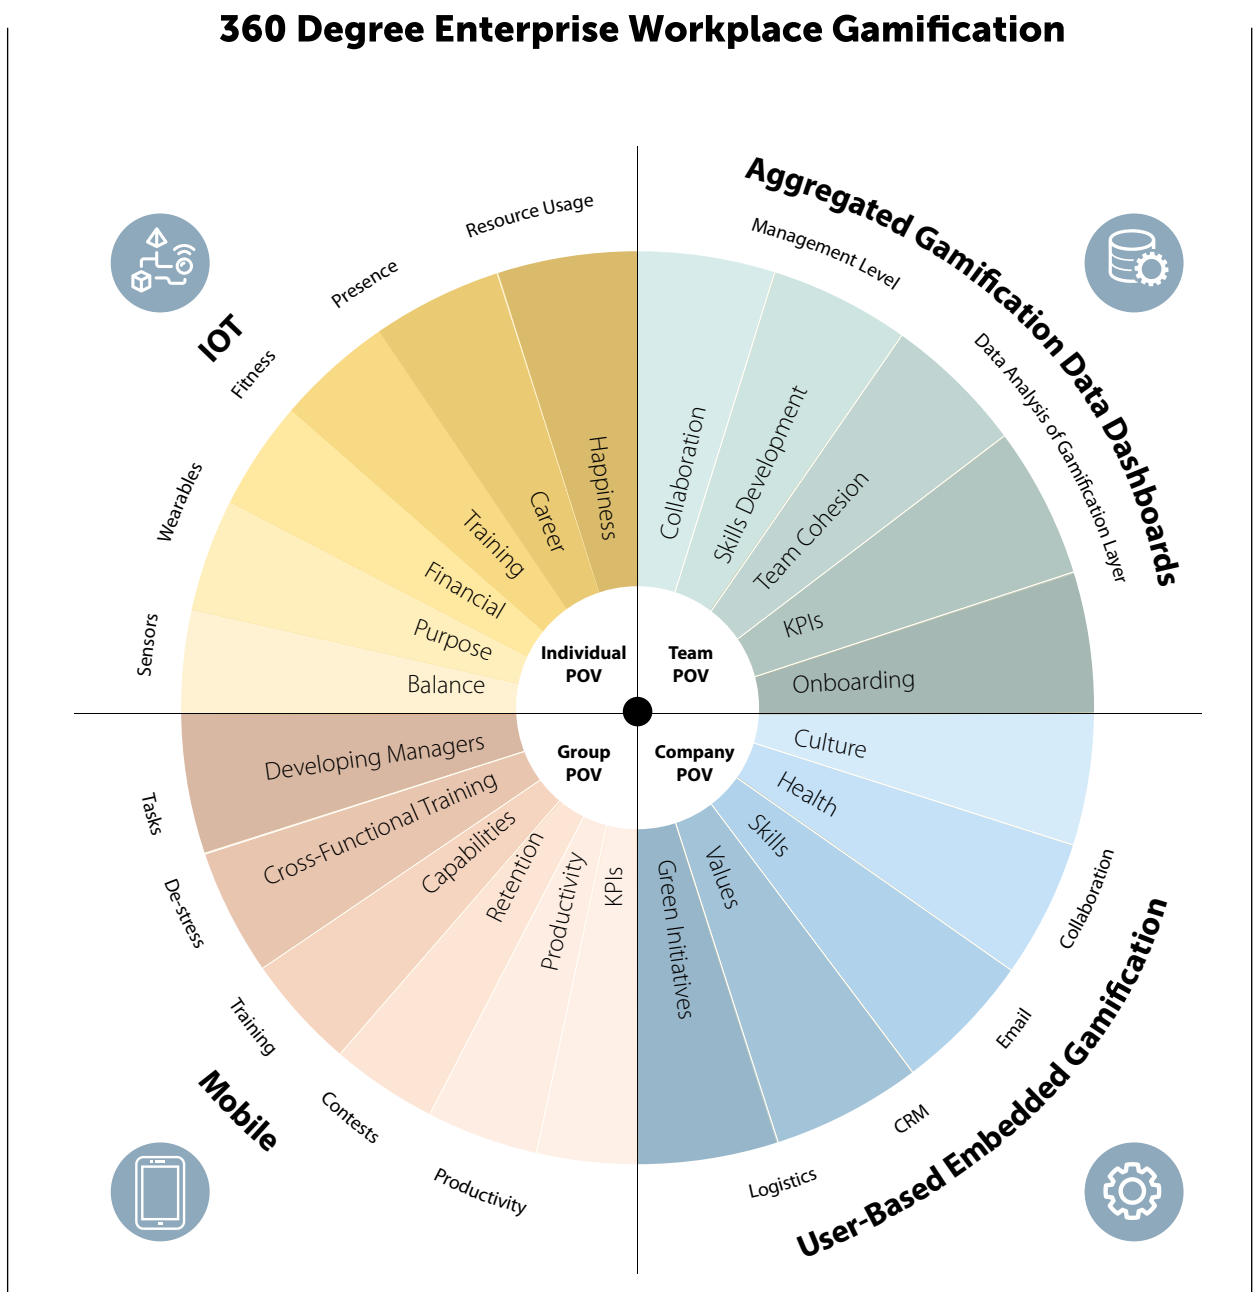 360 Degree Enterprise Workplace Gamification
IOT
Sensors
Wearables
Fitness
Presence
Resource Usage
Balance
Purpose
Financial
Training
Career
Happiness
Individual
POV
Aggregated Gamification Data Dashboards
Management Level
Data Analysis of Gamification Layer
Collaboration
Skills Development
Team Cohesion
KPIs
Onboarding
Team
POV
Group
POV
Developing Managers
Cross-Functional Training
Capabilities
Retention
Productivity
KPIs
Tasks
De-stress
Training
Contests
Productivity
Mobile
Company
POV
Culture
Health
Skills
Values
Green Initiatives
Collaboration
Email
CRM
Logistics
User-Based Embedded Gamification